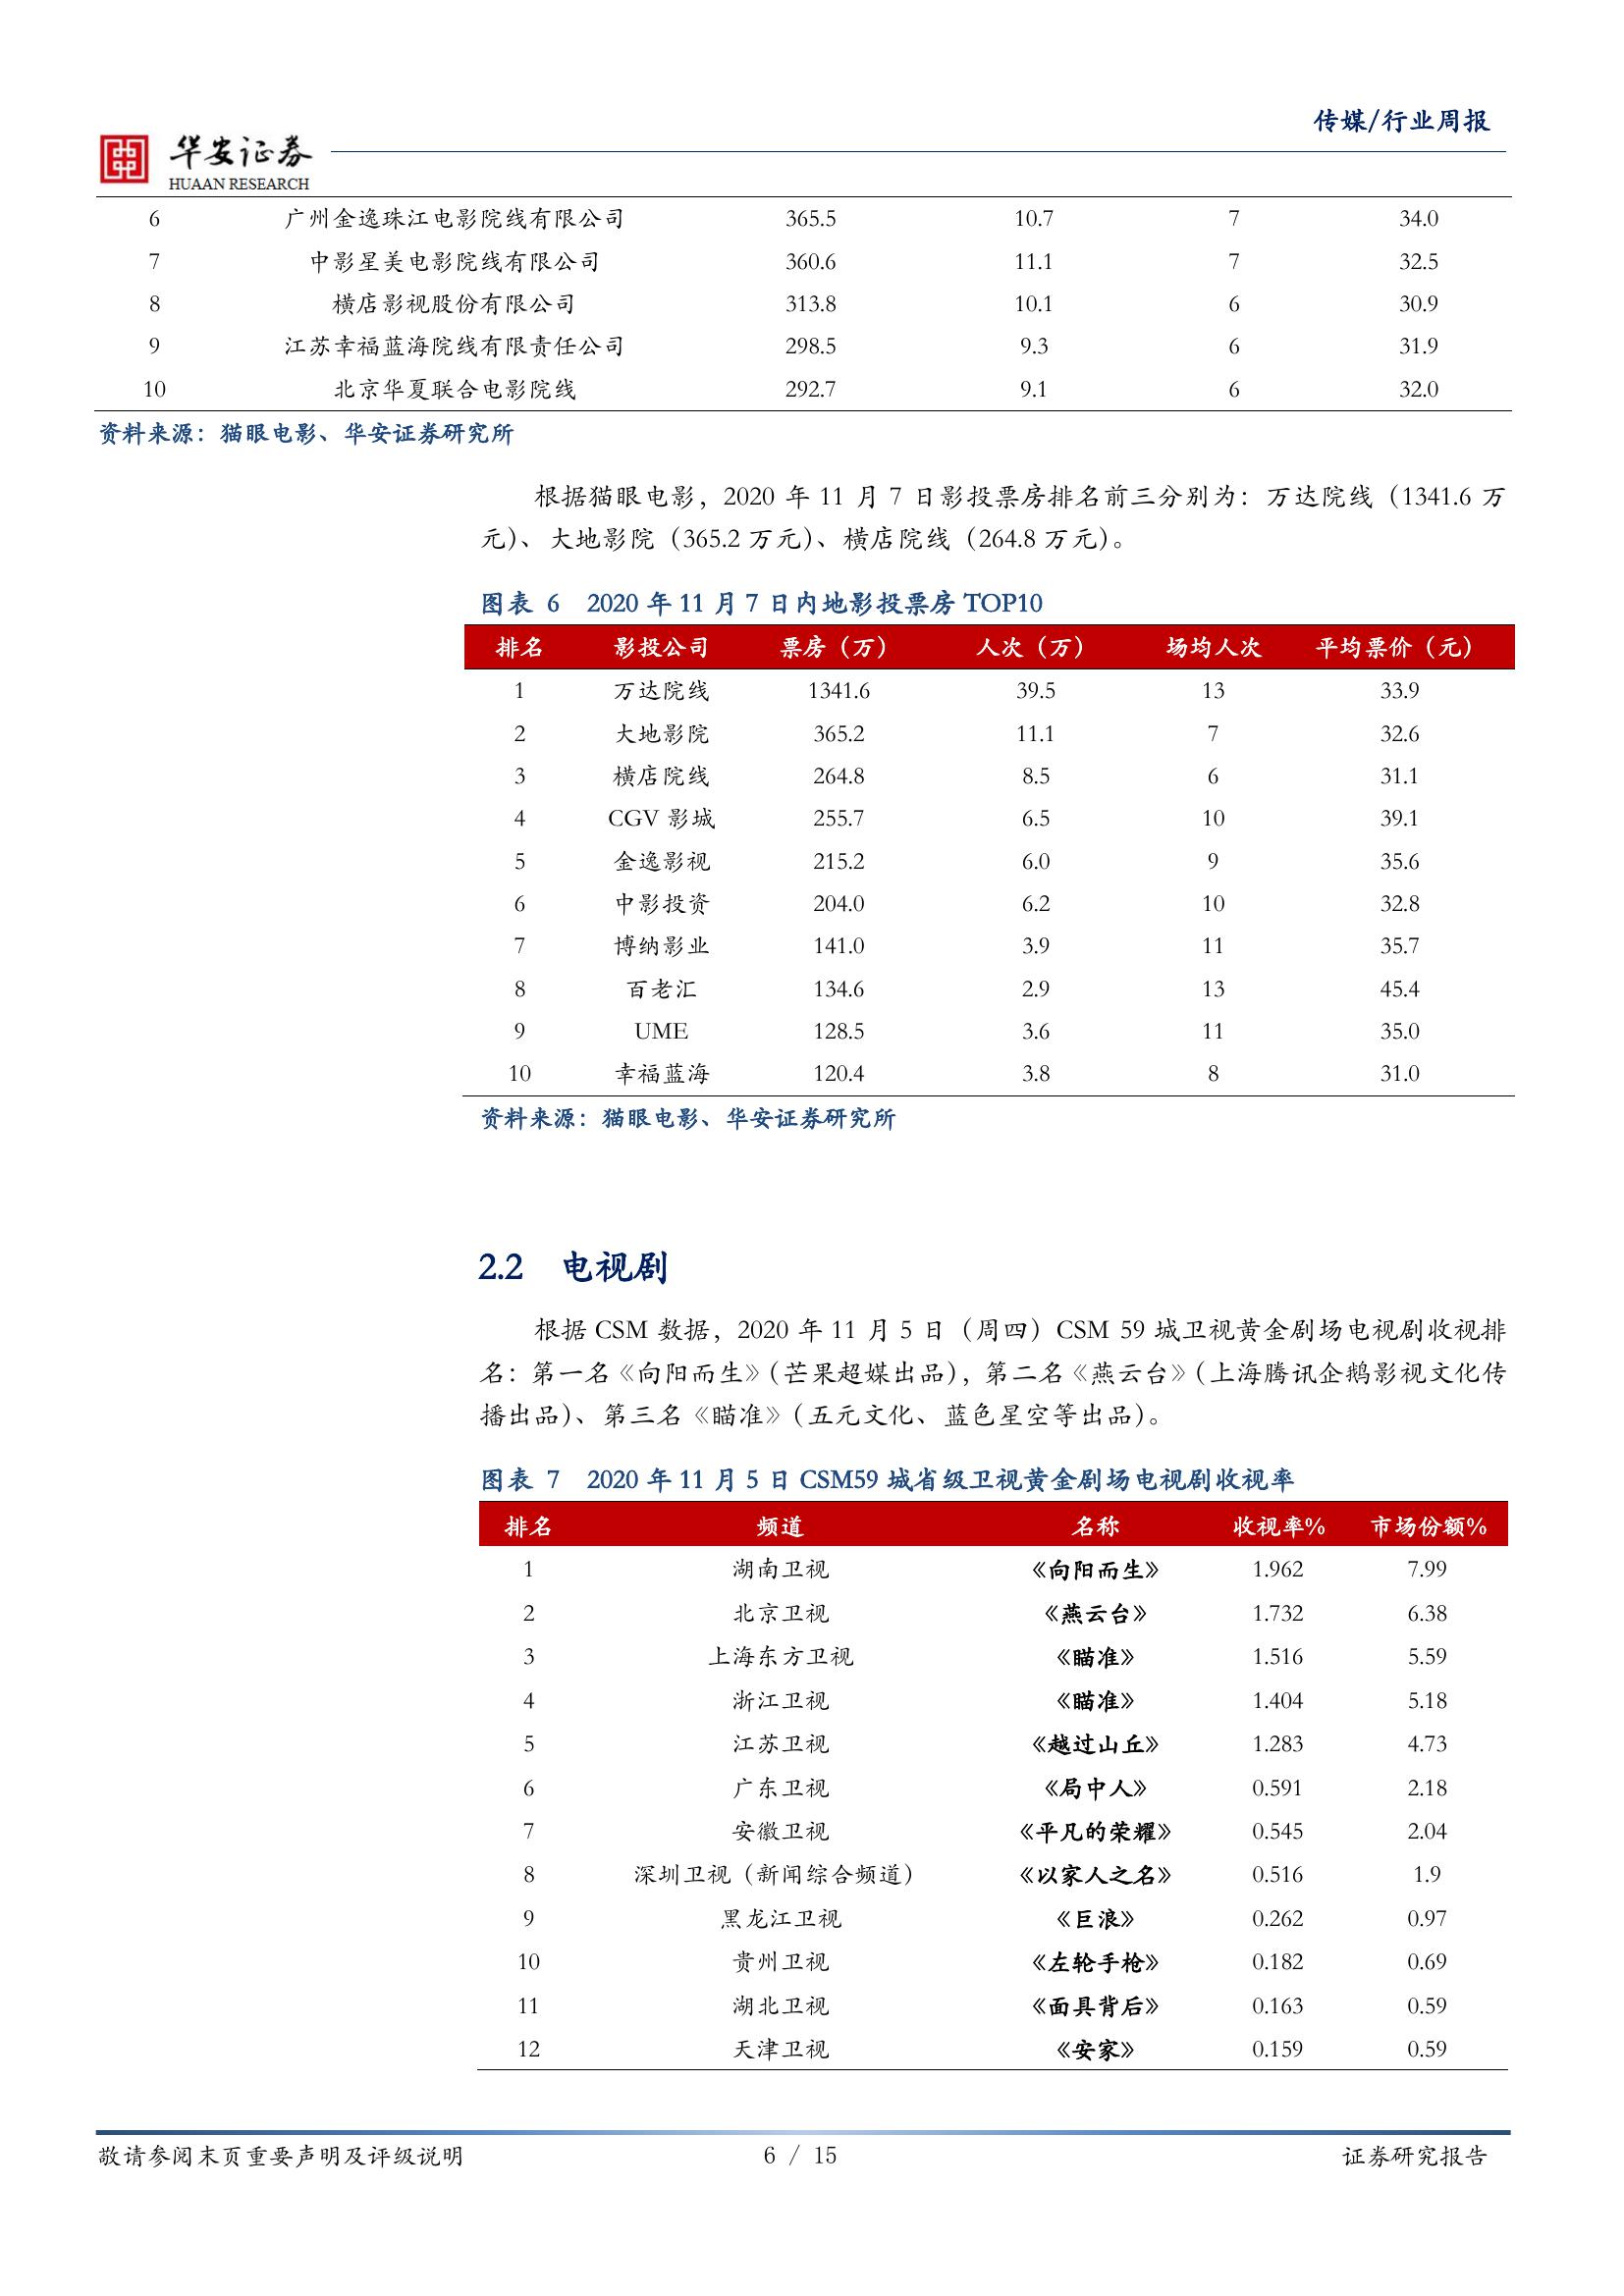 传媒/行业周报
华安证券
HUAAN RESEARCH
6 广州金逸珠江电影院线有限公司 365.5 10.7 7 34.0
7 中影星美电影院线有限公司 360.6 11.1 7 32.5
8 横店影视股份有限公司 313.8 10.1 6 30.9
9 江苏幸福蓝海院线有限责任公司 298.5 9.3 6 31.9
10 北京华夏联合电影院线 292.7 9.1 6 32.0
资料来源：猫眼电影、华安证券研究所
根据猫眼电影，2020 年 11 月 7 日影投票房排名前三分别为：万达院线（1341.6 万
元）、大地影院（365.2 万元）、横店院线（264.8 万元）。
图表 6 2020 年 11 月 7 日内地影投票房 TOP10
排名 影投公司 票房（万） 人次（万） 场均人次 平均票价（元）
1 万达院线 1341.6 39.5 13 33.9
2 大地影院 365.2 11.1 7 32.6
3 横店院线 264.8 8.5 6 31.1
4 CGV 影城 255.7 6.5 10 39.1
5 金逸影视 215.2 6.0 9 35.6
6 中影投资 204.0 6.2 10 32.8
7 博纳影业 141.0 3.9 11 35.7
8 百老汇 134.6 2.9 13 45.4
9 UME 128.5 3.6 11 35.0
10 幸福蓝海 120.4 3.8 8 31.0
资料来源：猫眼电影、华安证券研究所
2.2 电视剧
根据 CSM 数据，2020 年 11 月 5 日（周四）CSM 59 城卫视黄金剧场电视剧收视排
名：第一名《向阳而生》（芒果超媒出品），第二名《燕云台》（上海腾讯企鹅影视文化传
播出品）、第三名《瞄准》（五元文化、蓝色星空等出品）。
图表 7 2020 年 11 月 5 日 CSM59 城省级卫视黄金剧场电视剧收视率
排名 频道 名称 收视率% 市场份额%
1 湖南卫视 《向阳而生》 1.962 7.99
2 北京卫视 《燕云台》 1.732 6.38
3 上海东方卫视 《瞄准》 1.516 5.59
4 浙江卫视 《瞄准》 1.404 5.18
5 江苏卫视 《越过山丘》 1.283 4.73
6 广东卫视 《局中人》 0.591 2.18
7 安徽卫视 《平凡的荣耀》 0.545 2.04
8 深圳卫视（新闻综合频道） 《以家人之名》 0.516 1.9
9 黑龙江卫视 《巨浪》 0.262 0.97
10 贵州卫视 《左轮手枪》 0.182 0.69
11 湖北卫视 《面具背后》 0.163 0.59
12 天津卫视 《安家》 0.159 0.59
敬请参阅末页重要声明及评级说明 6 / 15 证券研究报告